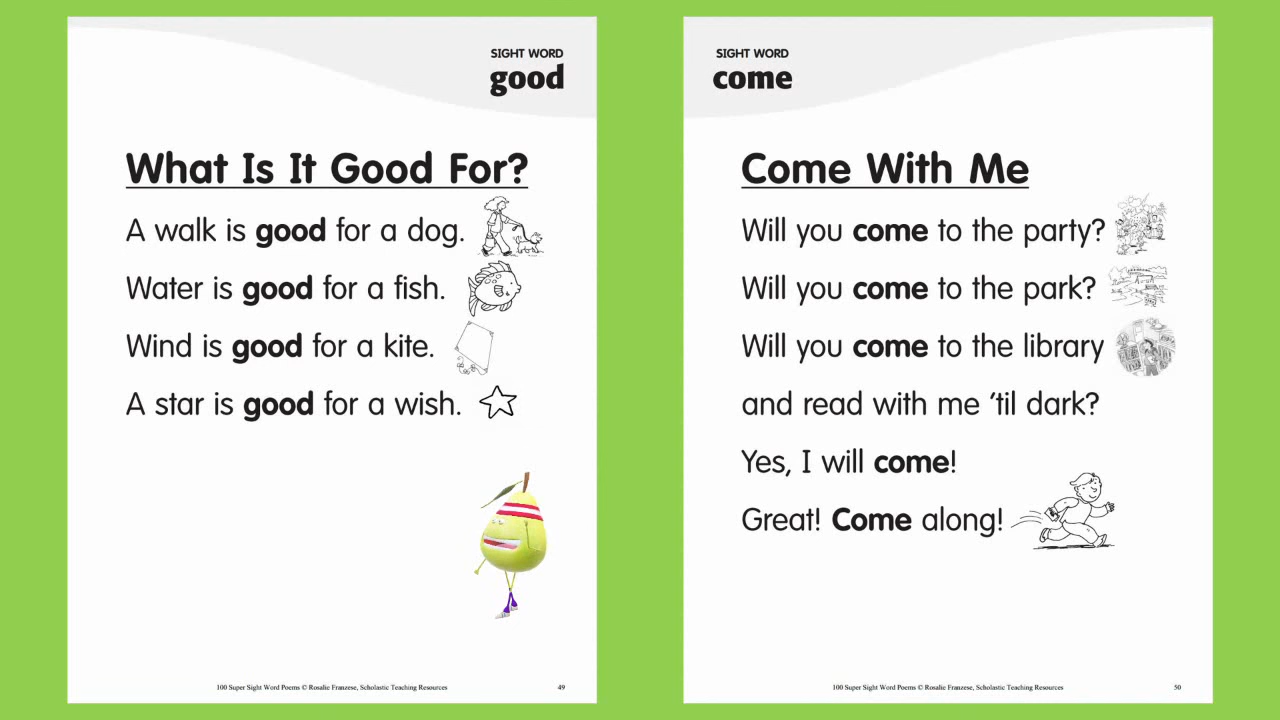 SIGHT WORD
good
What Is It Good For?
A walk is good for a dog.
Water is good for a fish.
Wind is good for a kite.
A star is good for a wish.
100 Super Sight Word Poems © Rosalie Franzese, Scholastic Teaching Resources
49
SIGHT WORD
come
Come With Me
Will you come to the party?
Will you come to the park?
Will you come to the library
and read with me ’til dark?
Yes, I will come!
Great! Come along!
100 Super Sight Word Poems © Rosalie Franzese, Scholastic Teaching Resources
50